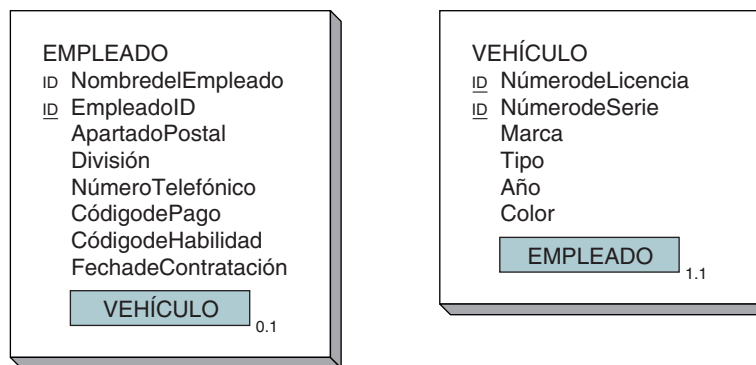 EMPLEADO
ID NombredelEmpleado
ID EmpleadoID
ApartadoPostal
División
NúmeroTelefónico
CódigodePago
CódigodeHabilidad
FechadeContratación
VEHÍCULO
0.1
VEHÍCULO
ID NúmerodeLicencia
ID NúmerodeSerie
Marca
Tipo
Año
Color
EMPLEADO
1.1